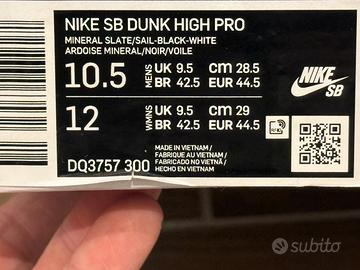 NIKE SB DUNK HIGH PRO
MINERAL SLATE/SAIL-BLACK-WHITE
ARDOISE MINERAL/NOIR/VOILE
10.5 MENS UK 9.5 cm 28.5
BR 42.5 EUR 44.5
12 WMNS UK 9.5 cm 29
BR 42.5 EUR 44.5
NIKE
SB
DQ3757 300
MADE IN VIETNAM /
FABRIQUE AU VIETNAM /
FABRICADO NO VIETNÃ /
HECHO EN VIETNAM
subito